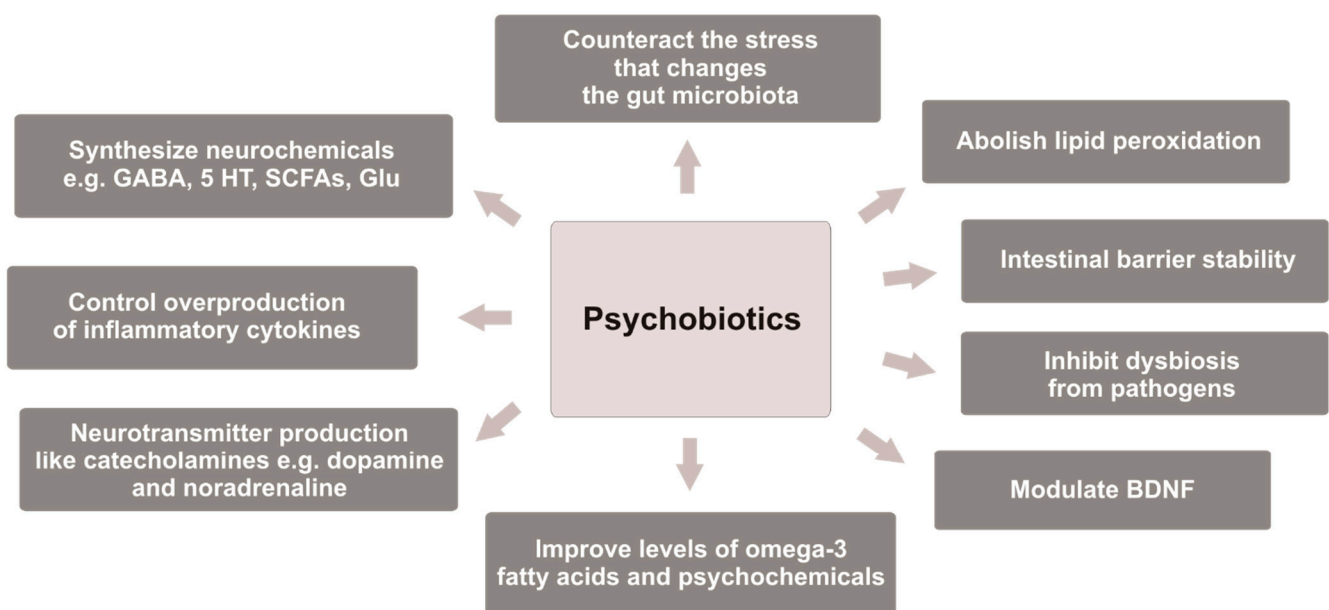 Counteract the stress
that changes
the gut microbiota
Synthesize neurochemicals
e.g. GABA, 5 HT, SCFAs, Glu
Abolish lipid peroxidation
Intestinal barrier stability
Control overproduction
of inflammatory cytokines
Psychobiotics
Inhibit dysbiosis
from pathogens
Neurotransmitter production
like catecholamines e.g. dopamine
and noradrenaline
Modulate BDNF
Improve levels of omega-3
fatty acids and psychochemicals